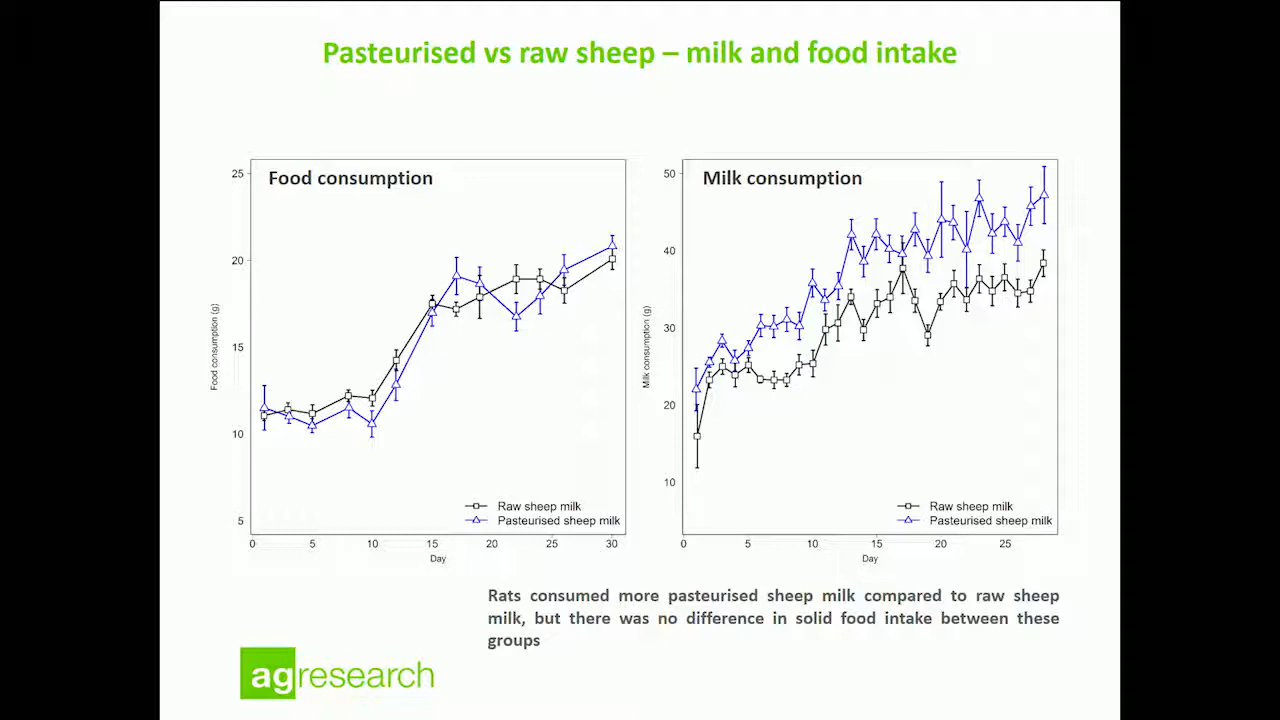 Pasteurised vs raw sheep – milk and food intake
Food consumption
25
20
15
10
5
Food consumption (g)
0 5 10 15 20 25 30
Day
Raw sheep milk
Pasteurised sheep milk
Milk consumption
50
40
30
20
10
Milk consumption (g)
0 5 10 15 20 25
Day
Raw sheep milk
Pasteurised sheep milk
Rats consumed more pasteurised sheep milk compared to raw sheep
milk, but there was no difference in solid food intake between these
groups
agresearch